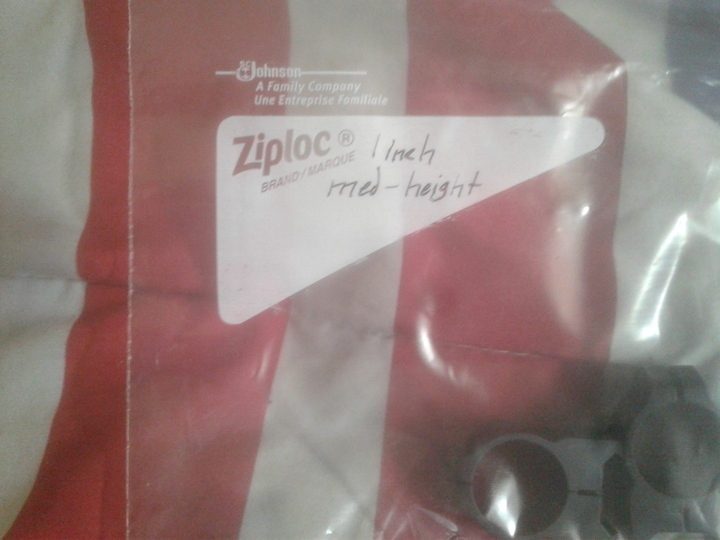 SC Johnson
A Family Company
Une Entreprise Familiale
Ziploc® 1 inch
BRAND/MARQUE
med-height